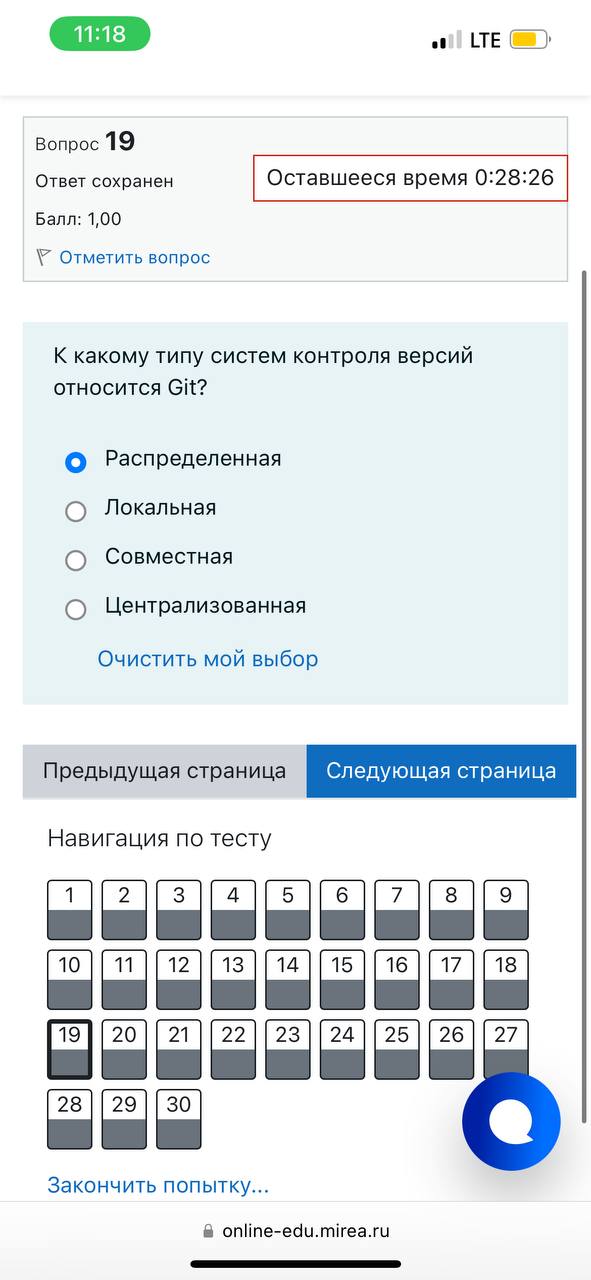 11:18
LTE
Вопрос 19
Ответ сохранен
Оставшееся время 0:28:26
Балл: 1,00
Отметить вопрос
К какому типу систем контроля версий
относится Git?
Распределенная
Локальная
Совместная
Централизованная
Очистить мой выбор
Предыдущая страница
Следующая страница
Навигация по тесту
1 2 3 4 5 6 7 8 9
10 11 12 13 14 15 16 17 18
19 20 21 22 23 24 25 26 27
28 29 30
Закончить попытку...
online-edu.mirea.ru